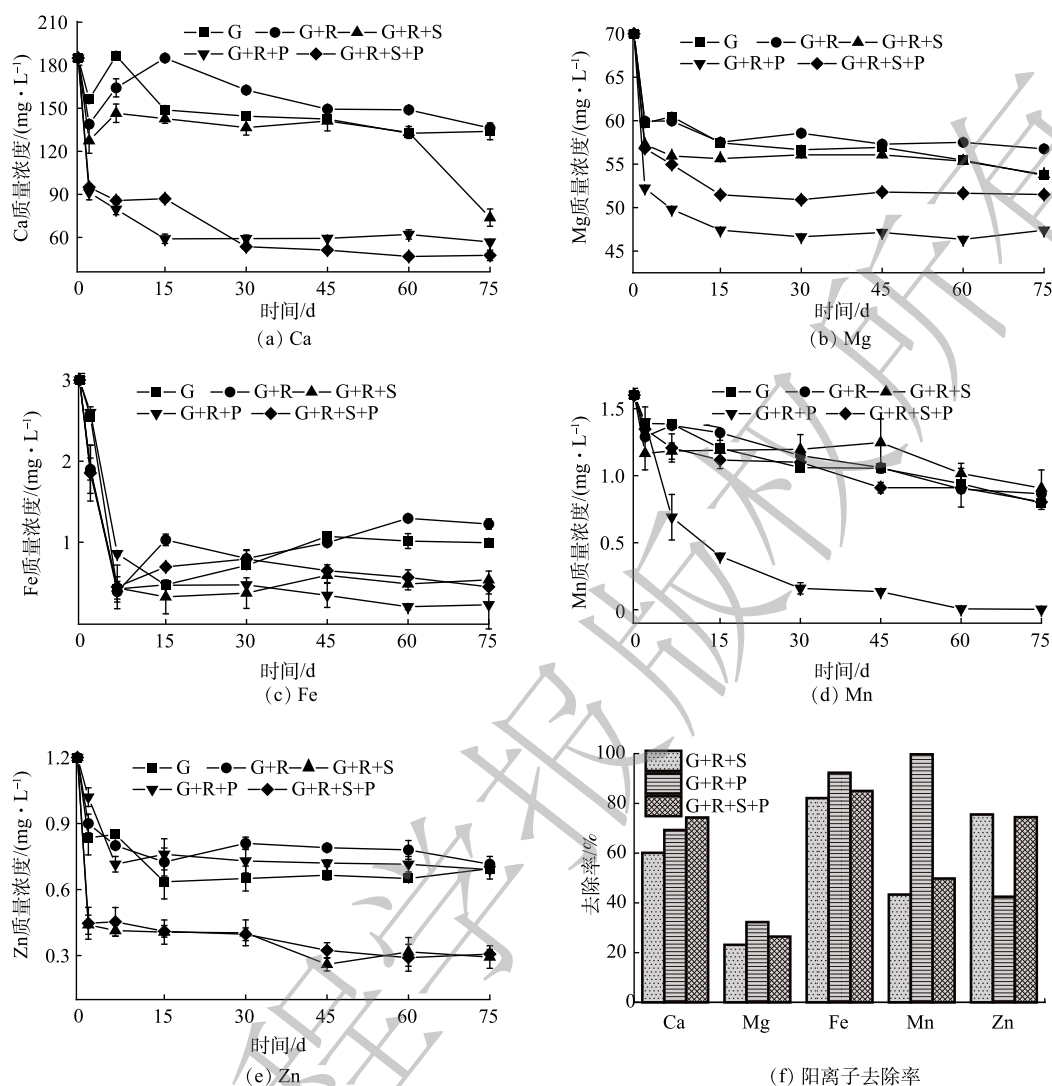 210
180
150
120
90
60
Ca质量浓度/(mg·L⁻¹)
G G+R G+R+S
G+R+P G+R+S+P
0 15 30 45 60 75
时间/d
(a) Ca
70
65
60
55
50
45
Mg质量浓度/(mg·L⁻¹)
G G+R G+R+S
G+R+P G+R+S+P
0 15 30 45 60 75
时间/d
(b) Mg
3
2
1
Fe质量浓度/(mg·L⁻¹)
G G+R G+R+S
G+R+P G+R+S+P
0 15 30 45 60 75
时间/d
(c) Fe
1.5
1.0
0.5
0
Mn质量浓度/(mg·L⁻¹)
G G+R G+R+S
G+R+P G+R+S+P
0 15 30 45 60 75
时间/d
(d) Mn
1.2
0.9
0.6
0.3
Zn质量浓度/(mg·L⁻¹)
G G+R G+R+S
G+R+P G+R+S+P
0 15 30 45 60 75
时间/d
(e) Zn
100
80
60
40
20
0
去除率/%
G+R+S
G+R+P
G+R+S+P
Ca Mg Fe Mn Zn
(f) 阳离子去除率
程学报版权所有